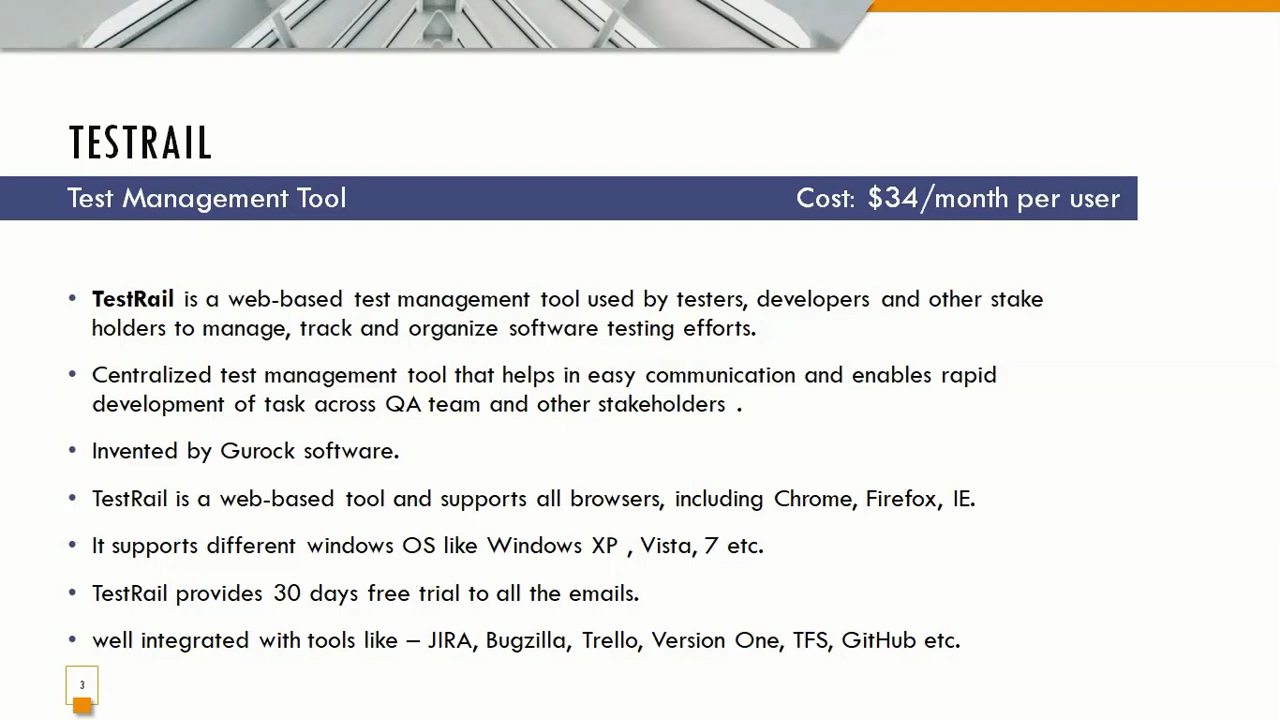 TESTRAIL
Test Management Tool Cost: $34/month per user
• TestRail is a web-based test management tool used by testers, developers and other stake
holders to manage, track and organize software testing efforts.
• Centralized test management tool that helps in easy communication and enables rapid
development of task across QA team and other stakeholders .
• Invented by Gurock software.
• TestRail is a web-based tool and supports all browsers, including Chrome, Firefox, IE.
• It supports different windows OS like Windows XP , Vista, 7 etc.
• TestRail provides 30 days free trial to all the emails.
• well integrated with tools like – JIRA, Bugzilla, Trello, Version One, TFS, GitHub etc.
3